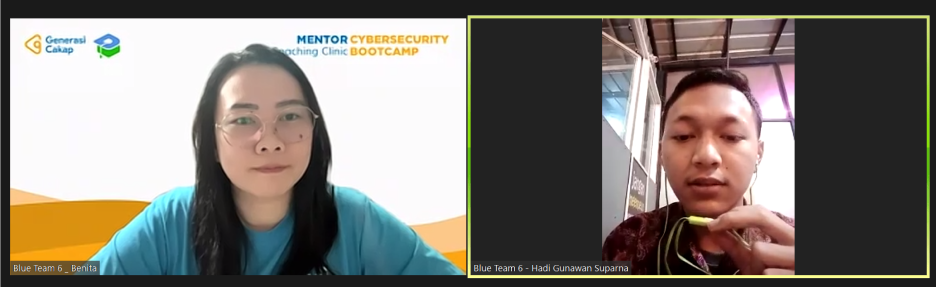 Generasi
Cakap
MENTOR CYBERSECURITY
Coaching Clinic BOOTCAMP
Blue Team 6 _ Benita
Blue Team 6 - Hadi Gunawan Suparna